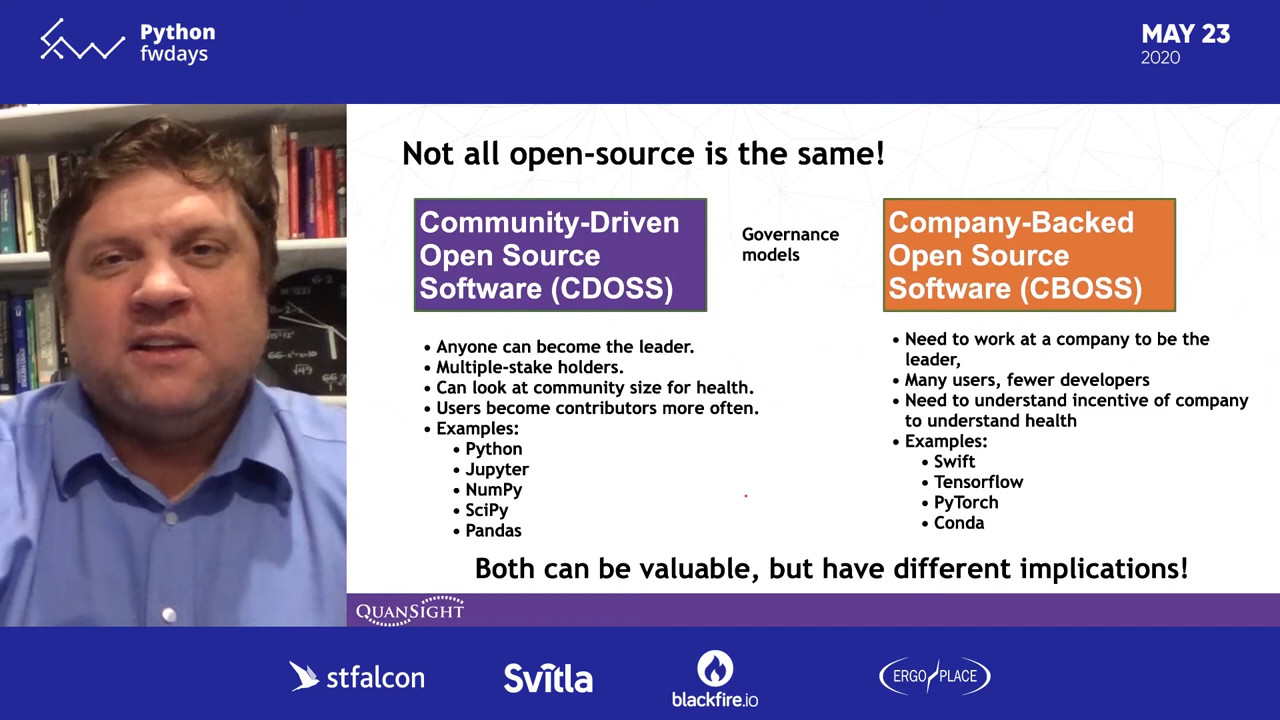 Python
fwdays
MAY 23
2020
Not all open-source is the same!
Community-Driven
Open Source
Software (CDOSS)
Governance
models
Company-Backed
Open Source
Software (CBOSS)
• Anyone can become the leader.
• Multiple-stake holders.
• Can look at community size for health.
• Users become contributors more often.
• Examples:
• Python
• Jupyter
• NumPy
• SciPy
• Pandas
• Need to work at a company to be the
leader,
• Many users, fewer developers
• Need to understand incentive of company
to understand health
• Examples:
• Swift
• Tensorflow
• PyTorch
• Conda
Both can be valuable, but have different implications!
QUANSIGHT
stfalcon
Svitla
blackfire.io
ERGO PLACE